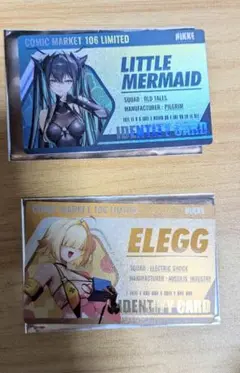 COMIC MARKET 106 LIMITED
NIKKE
LITTLE
MERMAID
SQUAD : OLD TALES
MANUFACTURER : PILGRIM
IDENTITY CARD
COMIC MARKET 106 LIMITED
NIKKE
ELEGG
SQUAD : ELECTRIC SHOCK
MANUFACTURER : MISSILIS INDUSTRY
IDENTITY CARD